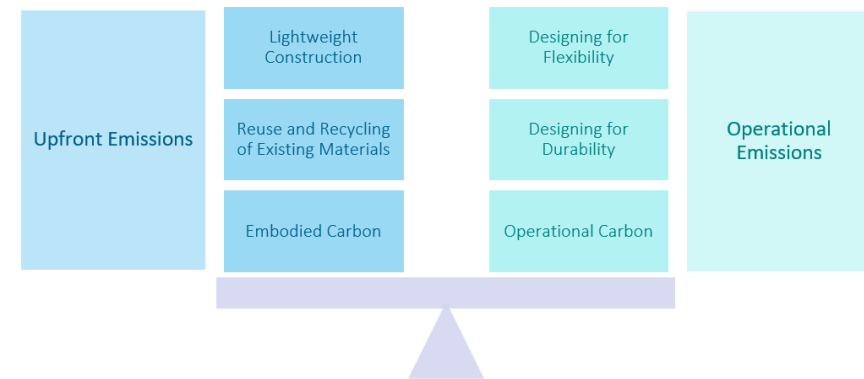 Upfront Emissions
Lightweight
Construction
Reuse and Recycling
of Existing Materials
Embodied Carbon
Designing for
Flexibility
Designing for
Durability
Operational Carbon
Operational
Emissions